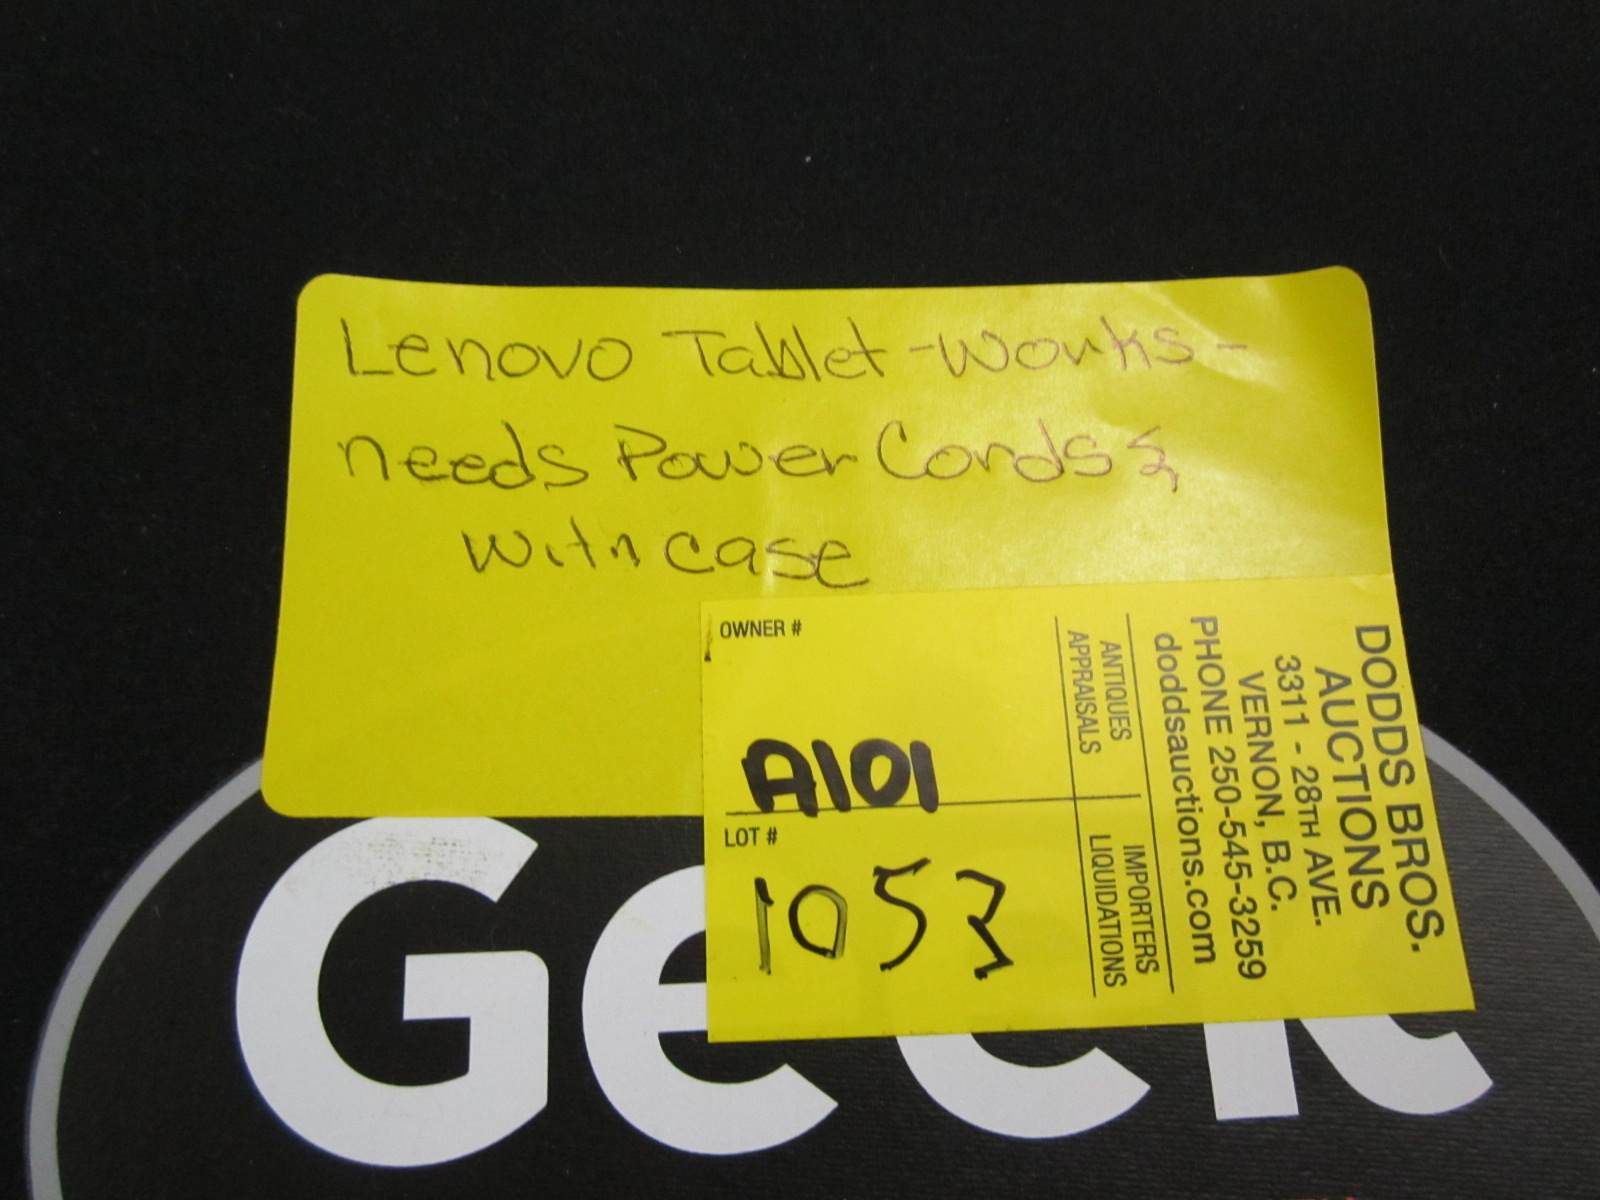 Lenovo Tablet - Works -
needs Power Cords &
with case
OWNER #
A101
LOT #
1052
ANTIQUES
APPRAISALS
IMPORTERS
LIQUIDATIONS
DODDS BROS.
AUCTIONS
3311 - 28TH AVE.
VERNON, B.C.
PHONE 250-545-3259
doddsauctions.com
Geek